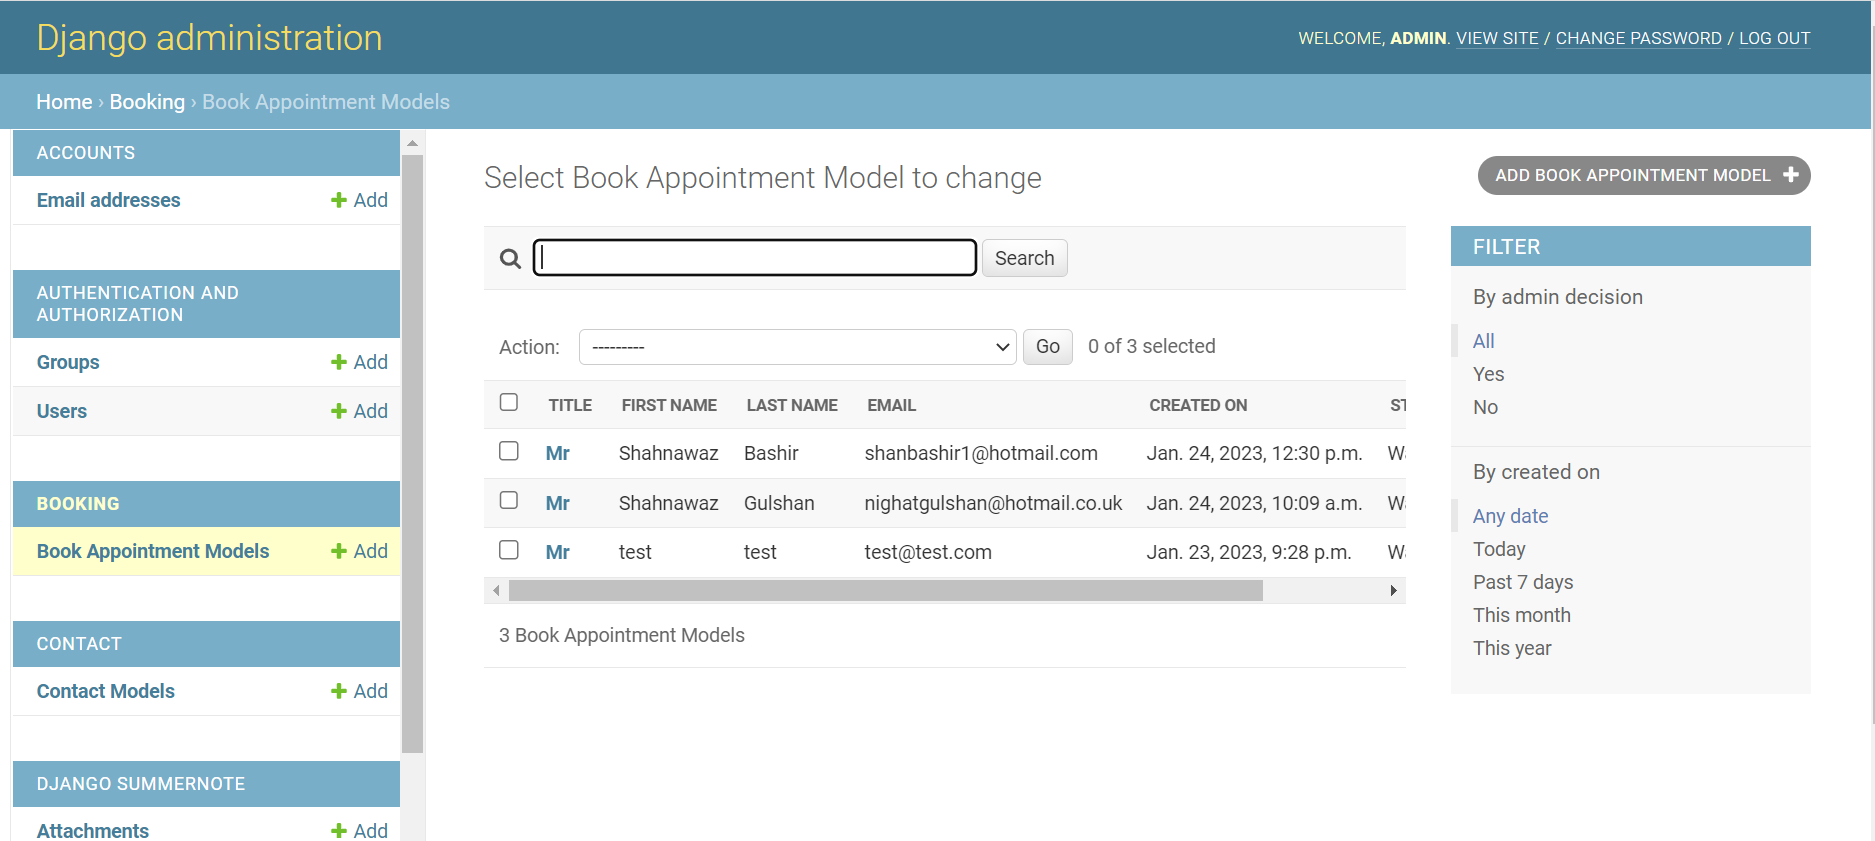 Django administration
WELCOME, ADMIN. VIEW SITE / CHANGE PASSWORD / LOG OUT
Home › Booking › Book Appointment Models
ACCOUNTS
Email addresses
Add
AUTHENTICATION AND
AUTHORIZATION
Groups
Add
Users
Add
BOOKING
Book Appointment Models
Add
CONTACT
Contact Models
Add
DJANGO SUMMERNOTE
Attachments
Add
Select Book Appointment Model to change
ADD BOOK APPOINTMENT MODEL
Search
Action: --------- Go 0 of 3 selected
TITLE FIRST NAME LAST NAME EMAIL CREATED ON
Mr Shahnawaz Bashir shanbashir1@hotmail.com Jan. 24, 2023, 12:30 p.m.
Mr Shahnawaz Gulshan nighatgulshan@hotmail.co.uk Jan. 24, 2023, 10:09 a.m.
Mr test test test@test.com Jan. 23, 2023, 9:28 p.m.
3 Book Appointment Models
FILTER
By admin decision
All
Yes
No
By created on
Any date
Today
Past 7 days
This month
This year